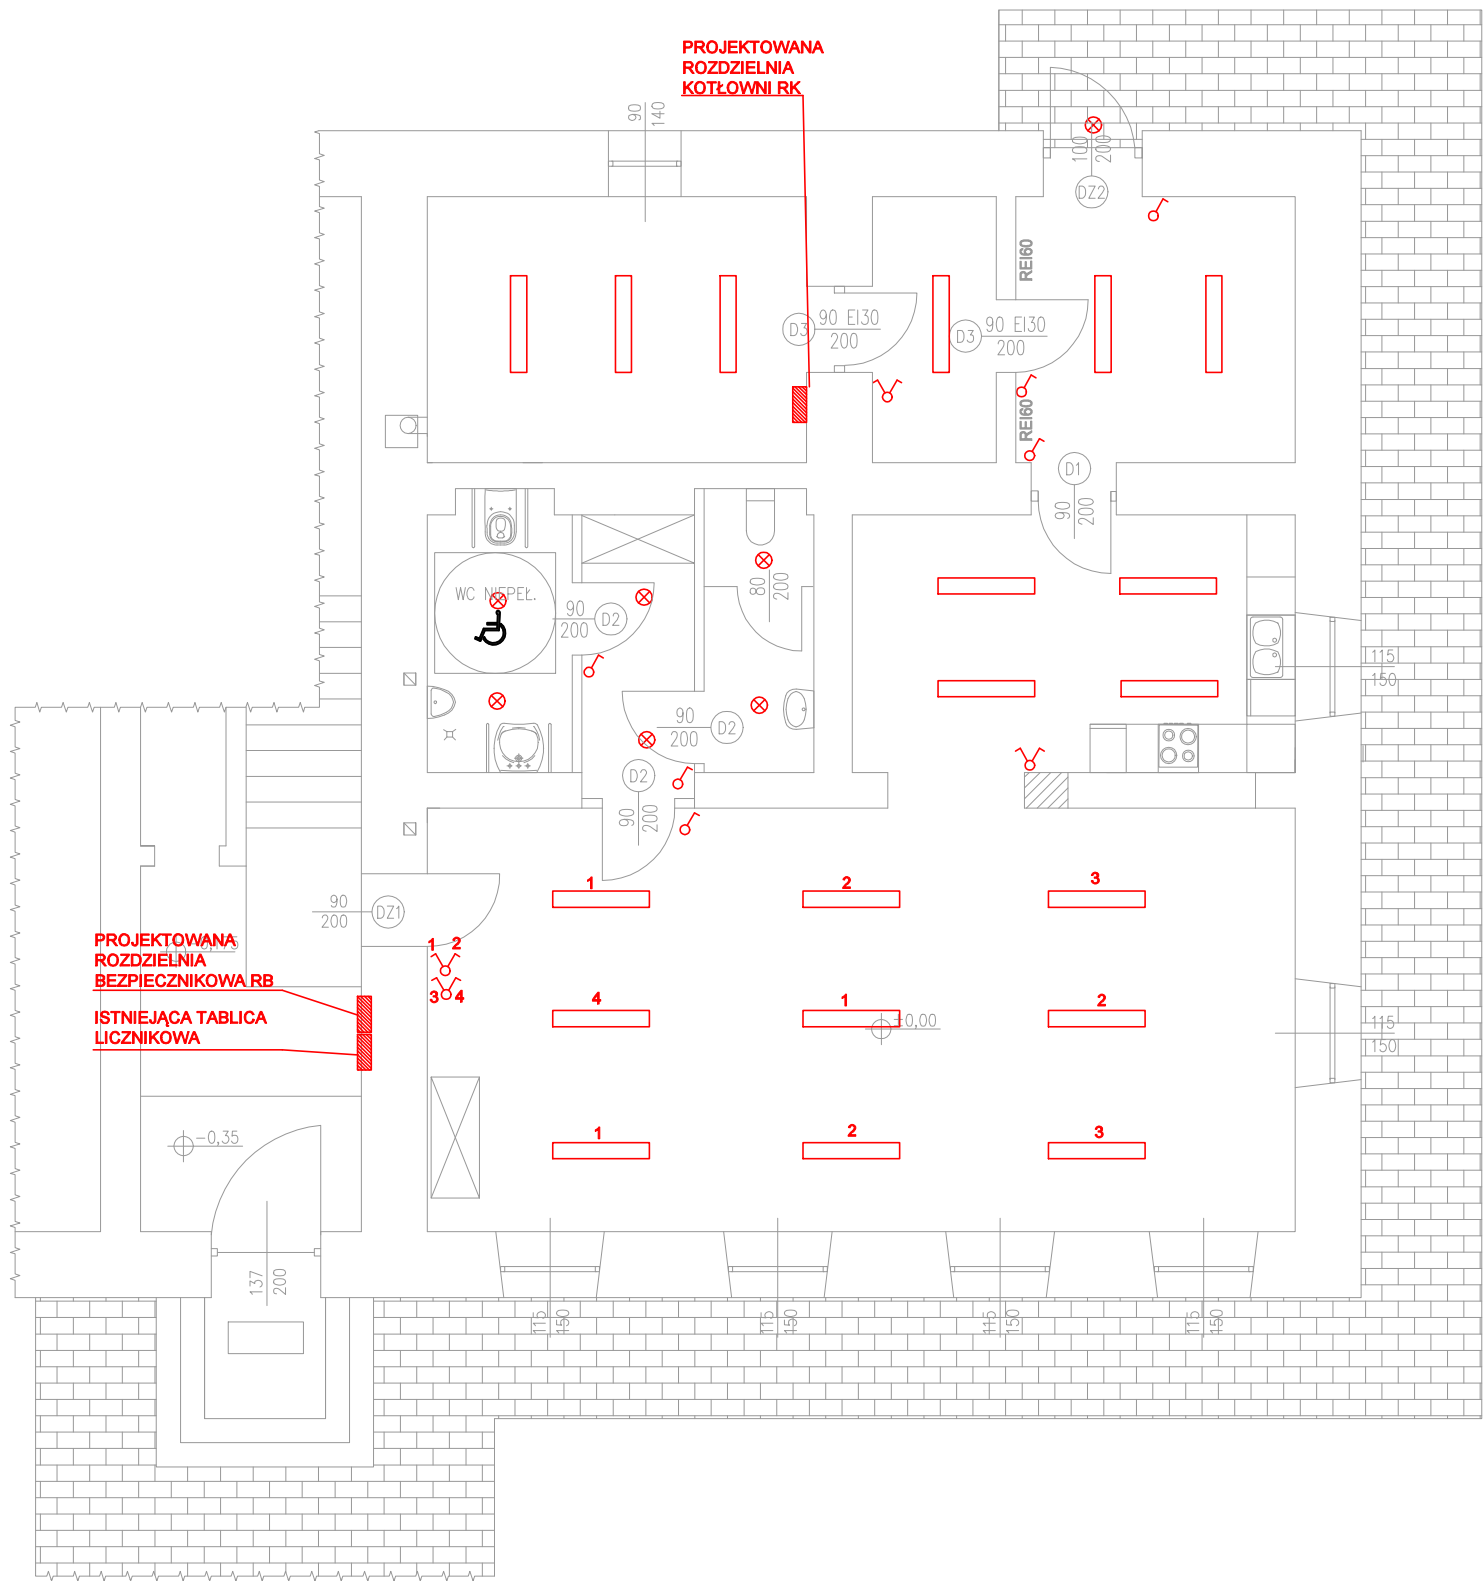 PROJEKTOWANA
ROZDZIELNIA
KOTŁOWNI RK
90
140
100
200
DZ2
REI60
D3
90 EI30
200
D3
90 EI30
200
REI60
D1
90
200
WC NIEPEŁ.
90
200
D2
80
200
90
200
D2
D2
90
200
115
150
1
2
3
90
200
DZ1
PROJEKTOWANA
ROZDZIELNIA
BEZPIECZNIKOWA RB
1 2
3 4
4
1
2
±0,00
ISTNIEJĄCA TABLICA
LICZNIKOWA
115
150
-0,35
1
2
3
137
200
115
150
115
150
115
150
115
150